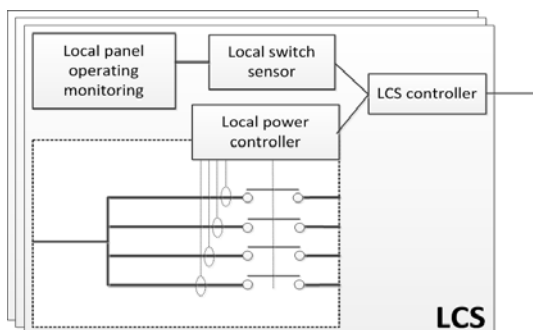 Local panel
operating
monitoring
Local switch
sensor
LCS controller
Local power
controller
LCS